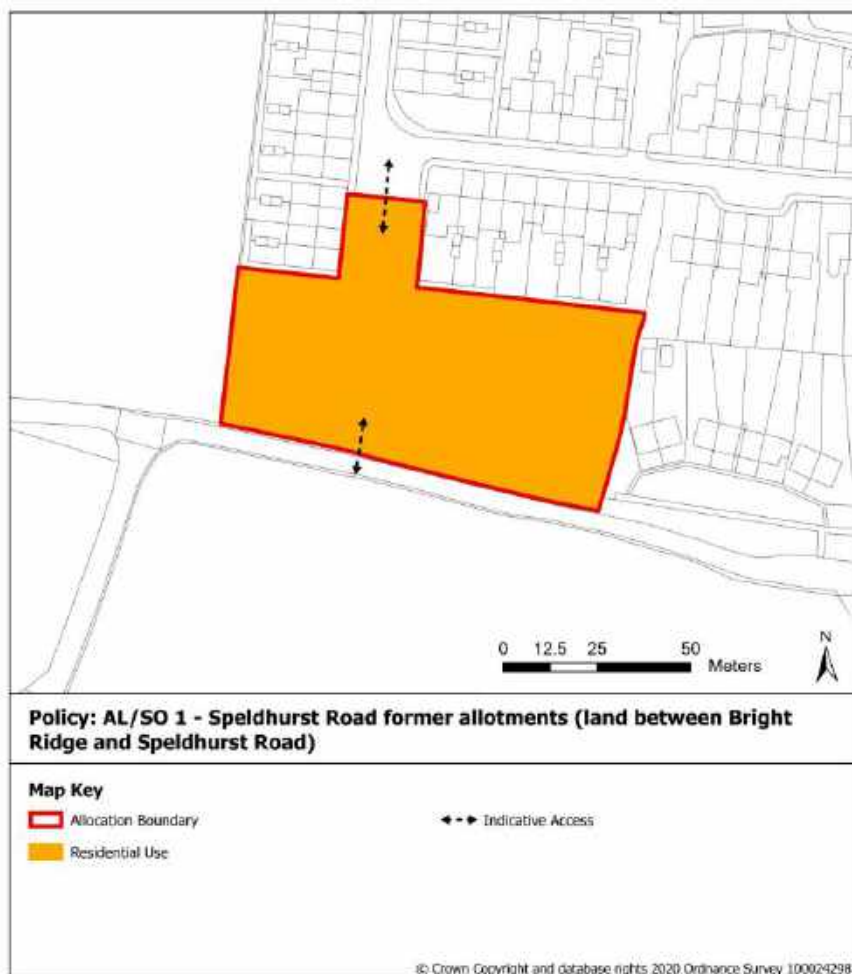 N
0 12.5 25 50
Meters
Policy: AL/SO 1 - Speldhurst Road former allotments (land between Bright
Ridge and Speldhurst Road)
Map Key
Allocation Boundary
Indicative Access
Residential Use
© Crown Copyright and database rights 2020 Ordnance Survey 100024298